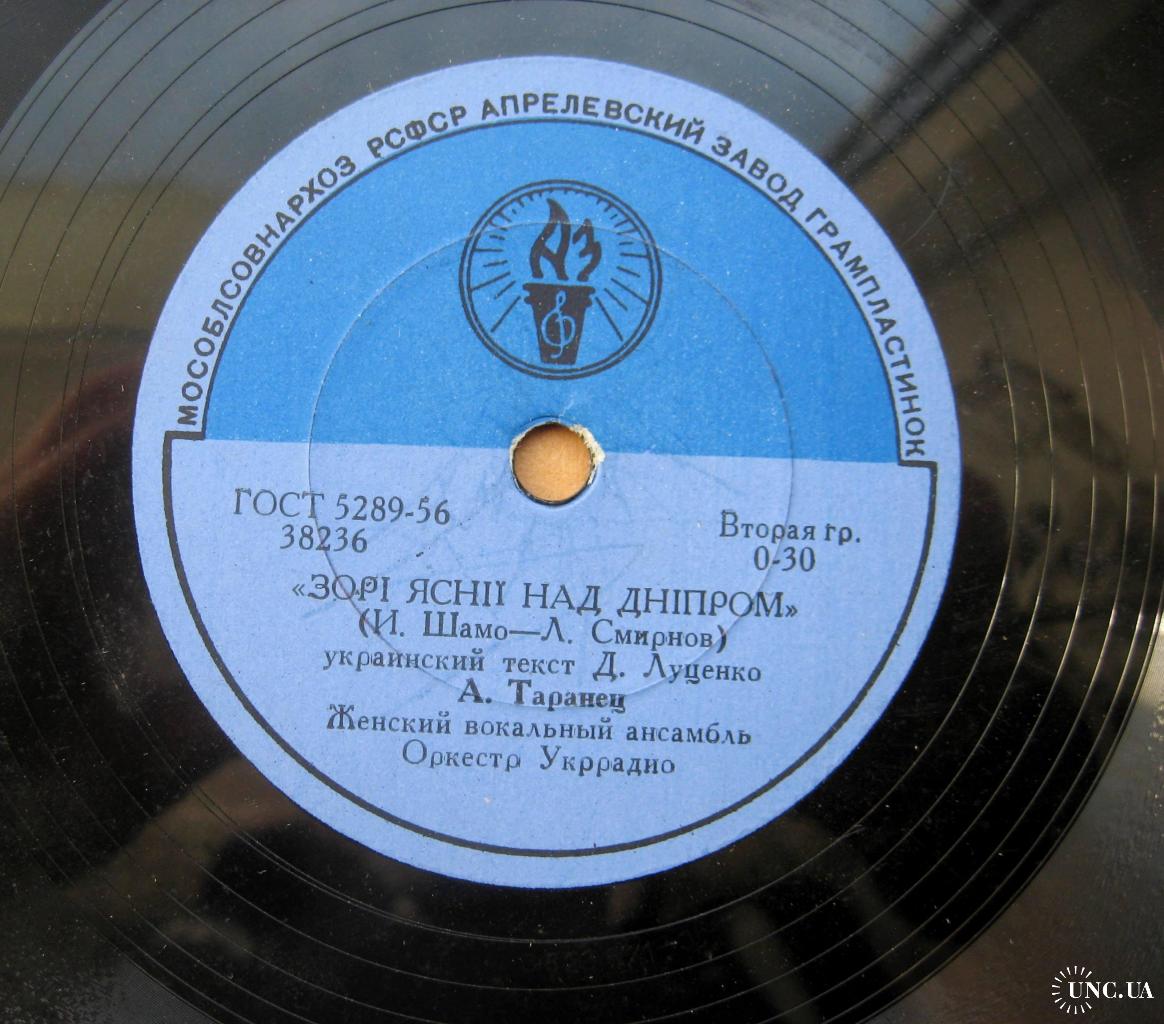 МОСОБЛСОВНАРХОЗ РСФСР АПРЕЛЕВСКИЙ ЗАВОД ГРАМПЛАСТИНОК
АЗ
ГОСТ 5289-56
38236
Вторая гр.
0-30
«ЗОРІ ЯСНІЇ НАД ДНІПРОМ»
(И. Шамо—Л. Смирнов)
украинский текст Д. Луценко
А. Таранец
Женский вокальный ансамбль
Оркестр Укррадио
UNC.UA